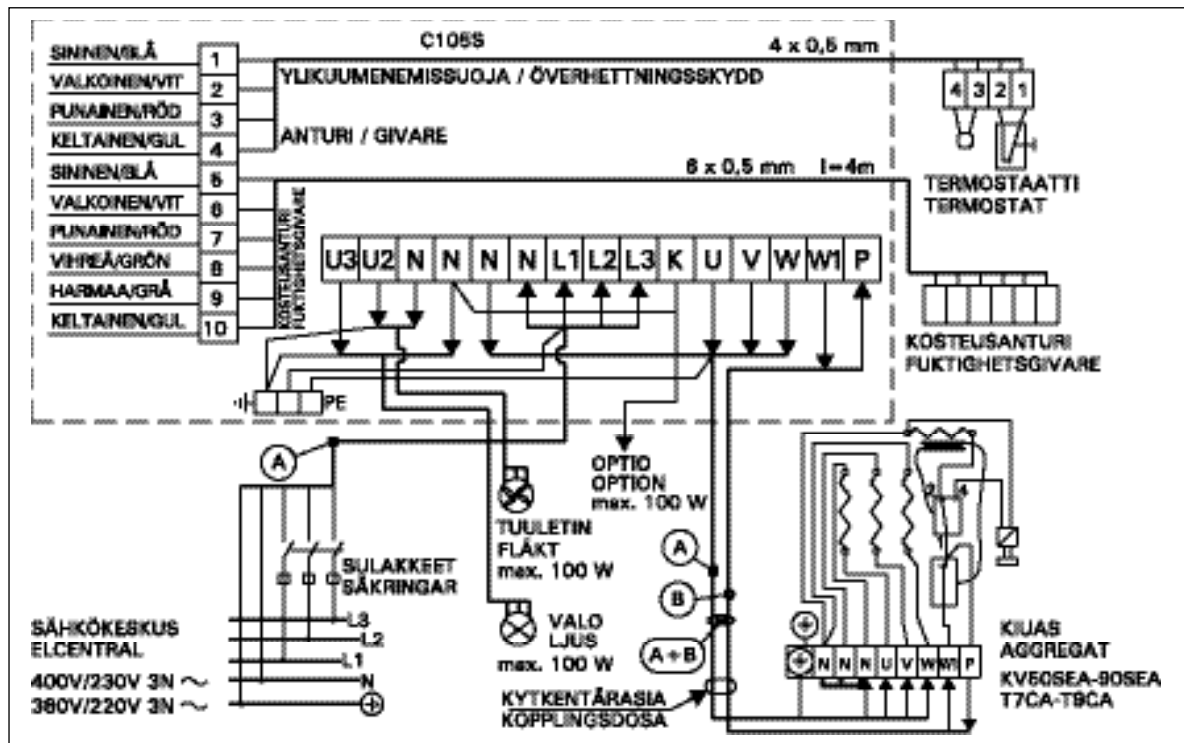 C105S
4 x 0,5 mm
SININEN/BLÅ 1
VALKOINEN/VIT 2
PUNAINEN/RÖD 3
KELTAINEN/GUL 4
SININEN/BLÅ 5
VALKOINEN/VIT 6
PUNAINEN/RÖD 7
VIHREÄ/GRÖN 8
HARMAA/GRÅ 9
KELTAINEN/GUL 10
YLIKUUMENEMISSUOJA / ÖVERHETTNINGSSKYDD
ANTURI / GIVARE
KOSTEUSANTURI
FUKTIGHETSGIVARE
6 x 0,5 mm l=4m
4 3 2 1
TERMOSTAATTI
TERMOSTAT
U3 U2 N N N N L1 L2 L3 K U V W W1 P
KOSTEUSANTURI
FUKTIGHETSGIVARE
PE
A
OPTIO
OPTION
max. 100 W
TUULETIN
FLÄKT
max. 100 W
SULAKKEET
SÄKRINGAR
VALO
LJUS
max. 100 W
A
B
A+B
KYTKENTÄRASIA
KOPPLINGSDOSA
SÄHKÖKESKUS
ELCENTRAL
400V/230V 3N ~
380V/220V 3N ~
L3
L2
L1
N
4
N N N U V W W1 P
KIUAS
AGGREGAT
KV60SEA-90SEA
T7CA-T9CA